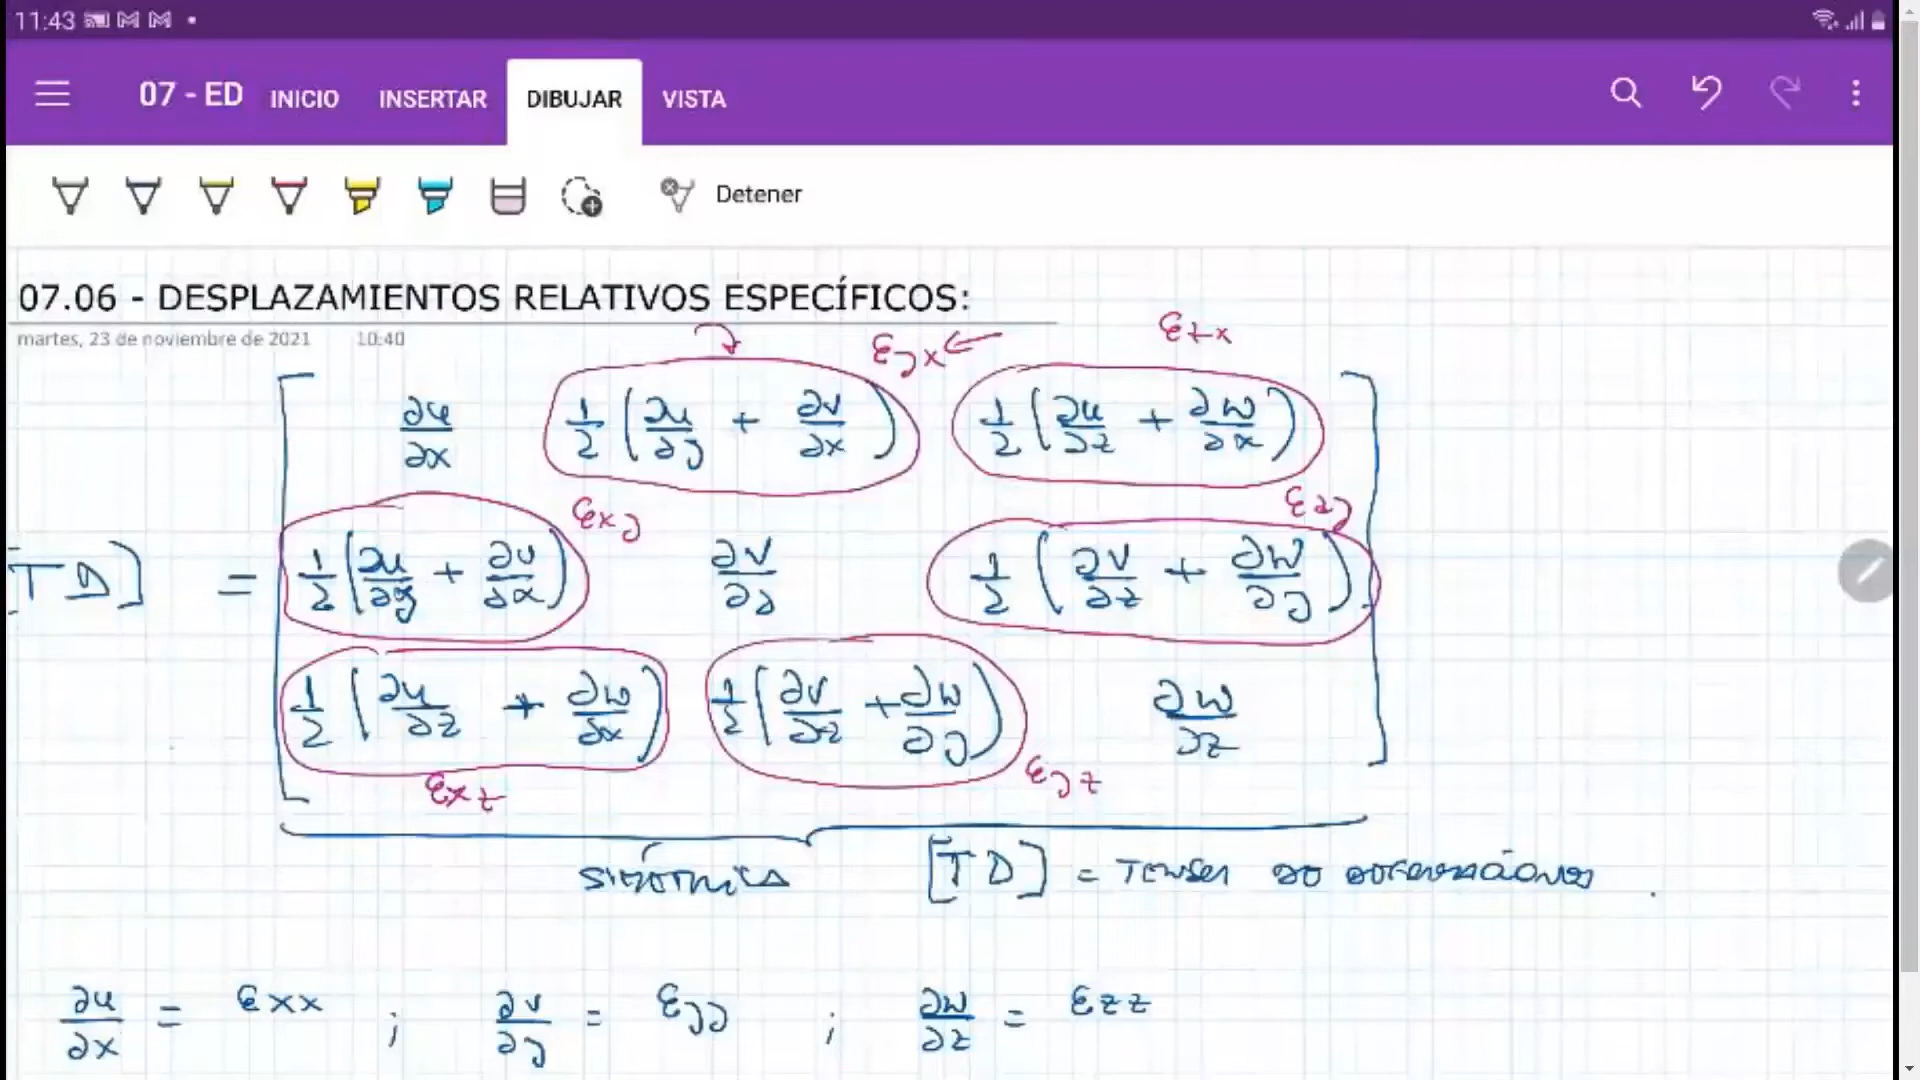 11:43
07 - ED INICIO INSERTAR DIBUJAR VISTA
Detener
07.06 - DESPLAZAMIENTOS RELATIVOS ESPECÍFICOS:
martes, 23 de noviembre de 2021 10:40
εyx ← εzx
∂u/∂x 1/2 (∂u/∂y + ∂v/∂x) 1/2 (∂u/∂z + ∂w/∂x)
εxy εzy
[TD] = 1/2 (∂u/∂y + ∂v/∂x) ∂v/∂y 1/2 (∂v/∂z + ∂w/∂y)
1/2 (∂u/∂z + ∂w/∂x) 1/2 (∂v/∂z + ∂w/∂y) ∂w/∂z
εxz εyz
SIMÉTRICA [TD] = TENSOR DE DEFORMACIONES.
∂u/∂x = εxx ; ∂v/∂y = εyy ; ∂w/∂z = εzz